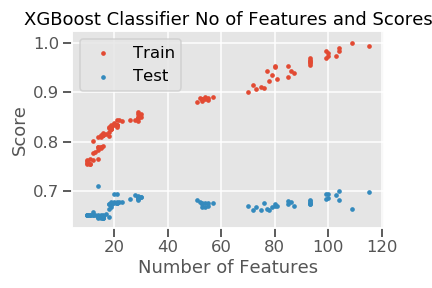 XGBoost Classifier No of Features and Scores
1.0
0.9
0.8
0.7
Score
Train
Test
20 40 60 80 100 120
Number of Features